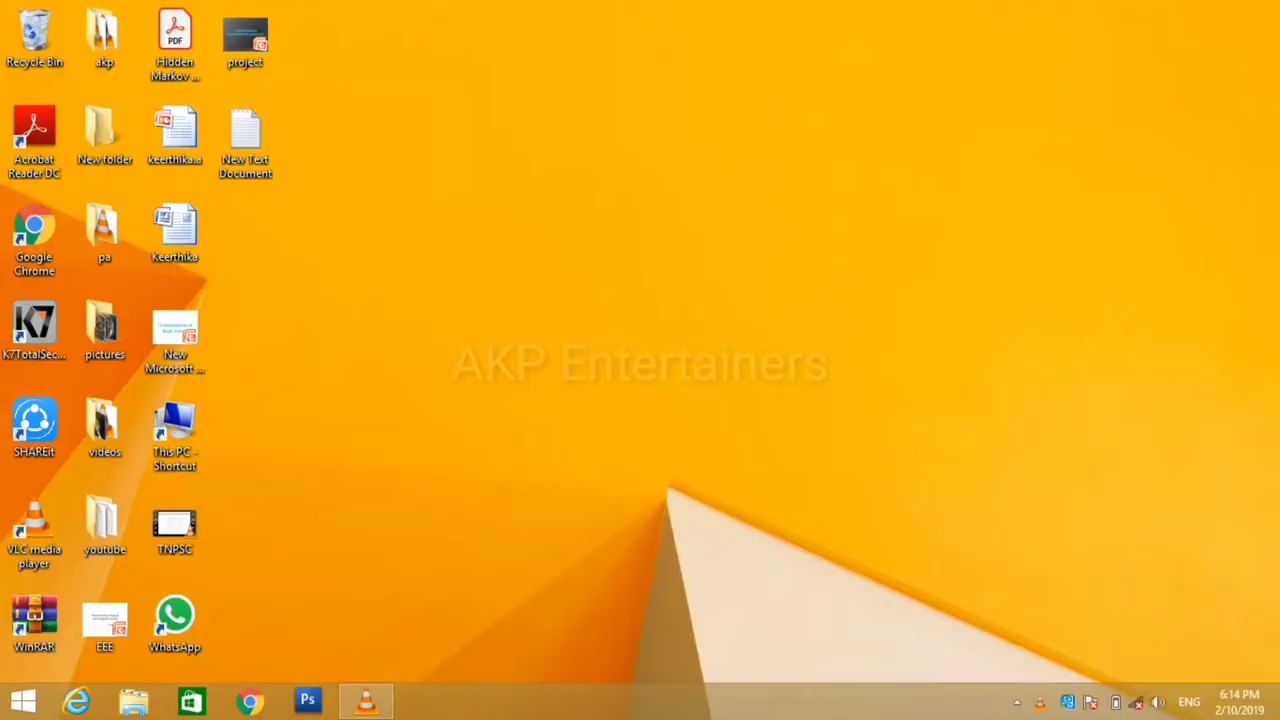 Recycle Bin
akp
Hidden
Markov ...
PDF
project
Acrobat
Reader DC
New folder
keerthika.a
New Text
Document
Google
Chrome
pa
Keerthika
K7TotalSec...
pictures
New
Microsoft ...
AKP Entertainers
SHAREit
videos
This PC -
Shortcut
VLC media
player
youtube
TNPSC
WinRAR
EEE
WhatsApp
Ps
ENG
6:14 PM
2/10/2019